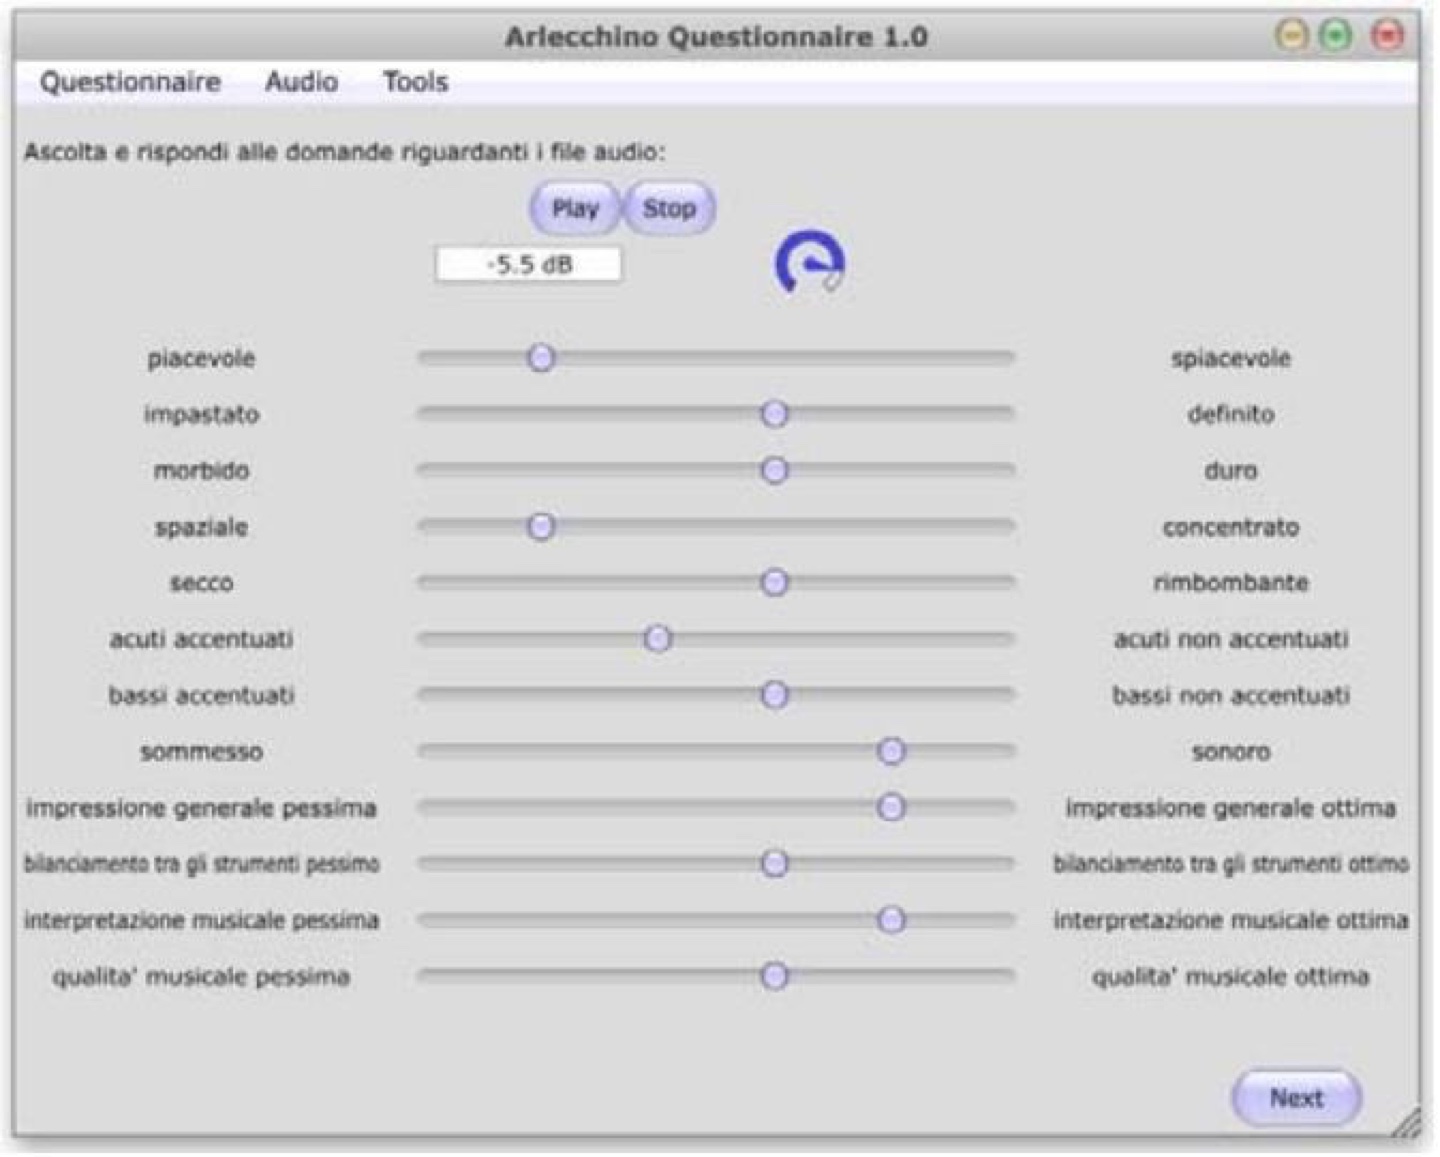 Arlecchino Questionnaire 1.0
Questionnaire Audio Tools
Ascolta e rispondi alle domande riguardanti i file audio:
Play Stop
-5.5 dB
piacevole spiacevole
impastato definito
morbido duro
spaziale concentrato
secco rimbombante
acuti accentuati acuti non accentuati
bassi accentuati bassi non accentuati
sommesso sonoro
impressione generale pessima impressione generale ottima
bilanciamento tra gli strumenti pessimo bilanciamento tra gli strumenti ottimo
interpretazione musicale pessima interpretazione musicale ottima
qualita' musicale pessima qualita' musicale ottima
Next